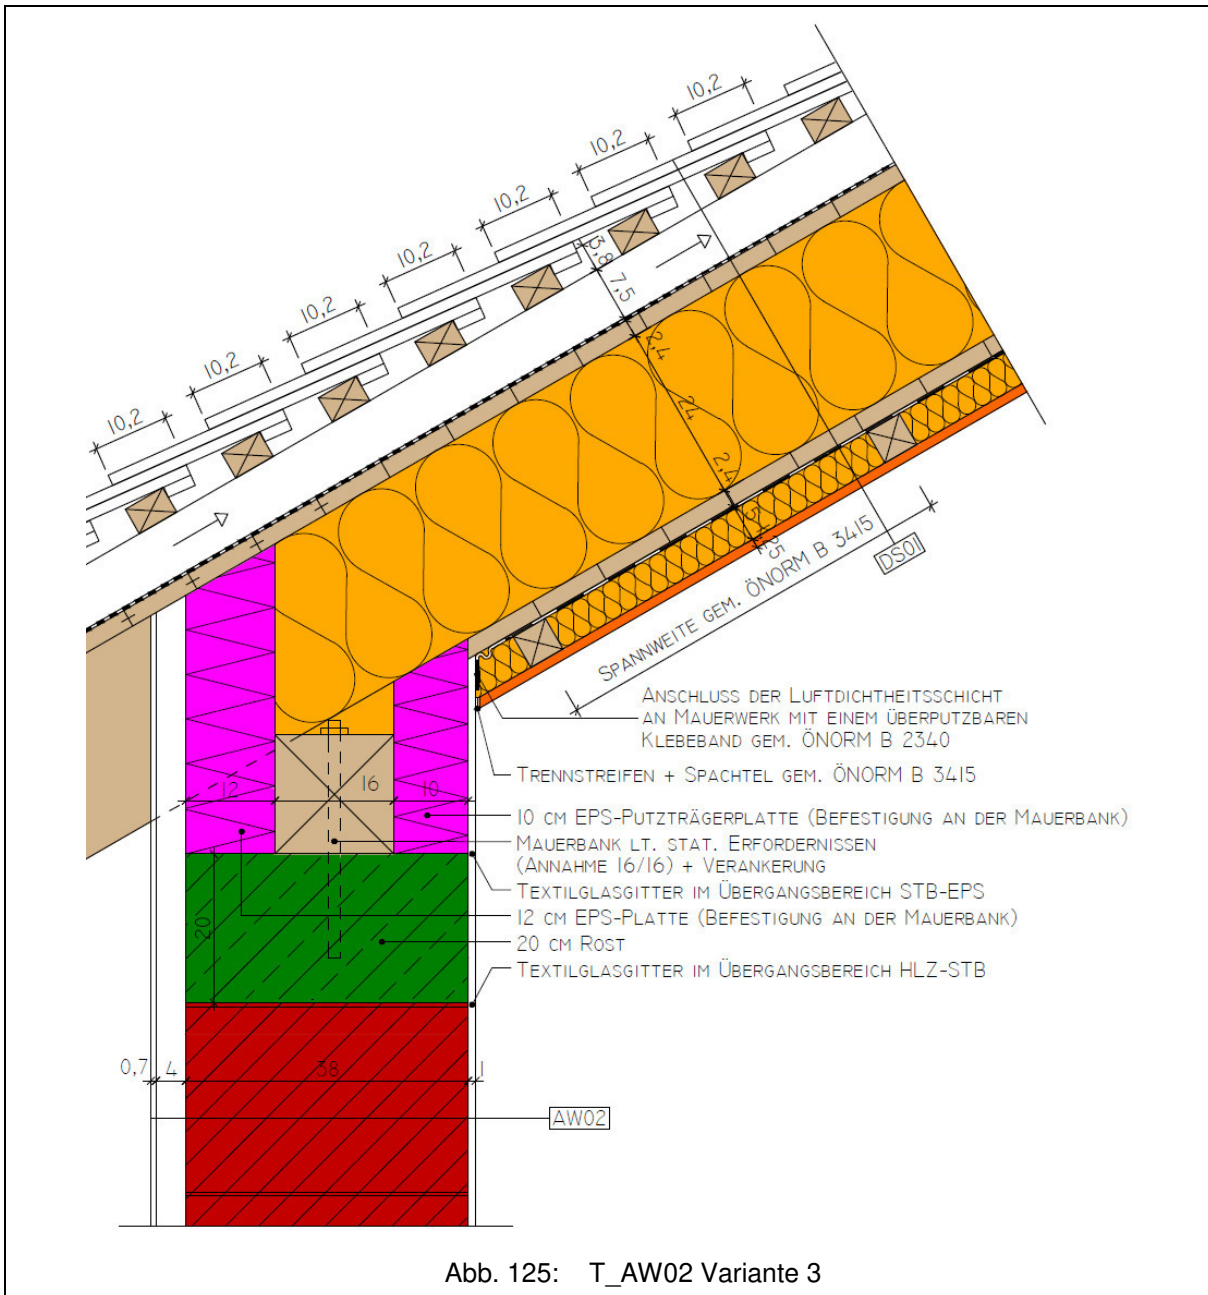 10,2
10,2
10,2
10,2
10,2
10,2
10,2
3,8
7,5
2,4
24
2,4
DS01
SPANNWEITE GEM. ÖNORM B 3415
ANSCHLUSS DER LUFTDICHTHEITSSCHICHT
AN MAUERWERK MIT EINEM ÜBERPUTZBAREN
KLEBEBAND GEM. ÖNORM B 2340
TRENNSTREIFEN + SPACHTEL GEM. ÖNORM B 3415
12 16 10
10 CM EPS-PUTZTRÄGERPLATTE (BEFESTIGUNG AN DER MAUERBANK)
MAUERBANK LT. STAT. ERFORDERNISSEN
(ANNAHME 16/16) + VERANKERUNG
TEXTILGLASGITTER IM ÜBERGANGSBEREICH STB-EPS
12 CM EPS-PLATTE (BEFESTIGUNG AN DER MAUERBANK)
20
20 CM ROST
TEXTILGLASGITTER IM ÜBERGANGSBEREICH HLZ-STB
0,7 4 38 1
AW02
Abb. 125: T_AW02 Variante 3